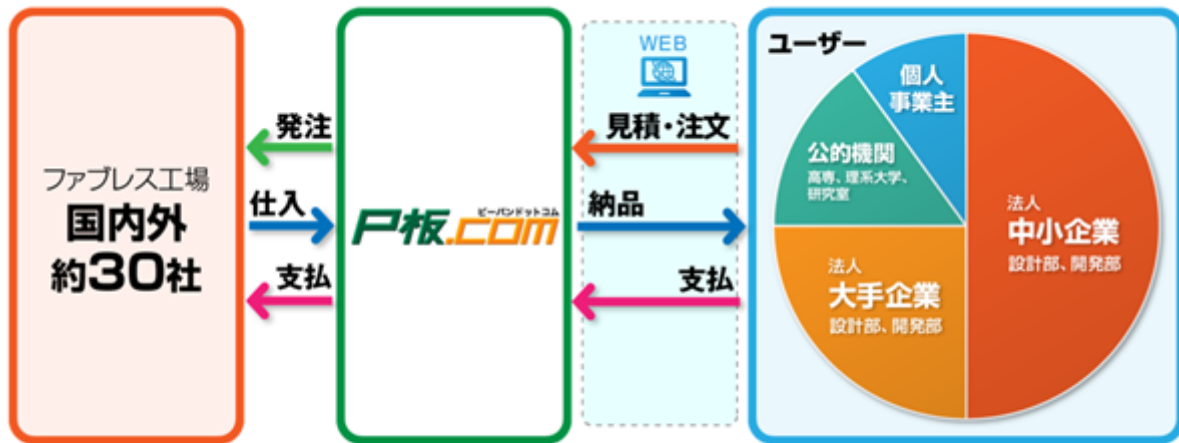 ファブレス工場
国内外
約30社
発注
仕入
支払
ピーバンドットコム
P板.com
WEB
見積・注文
納品
支払
ユーザー
個人
事業主
公的機関
高専、理系大学、
研究室
法人
中小企業
設計部、開発部
法人
大手企業
設計部、開発部